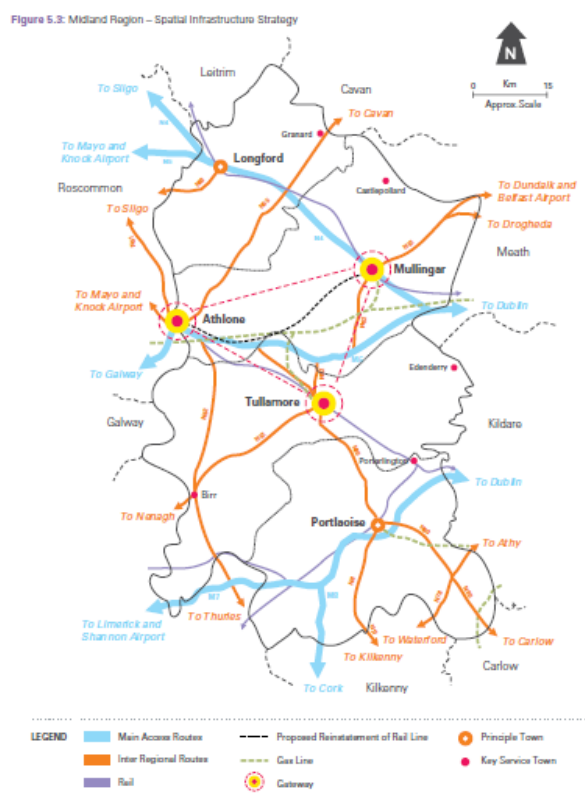 Figure 5.3: Midland Region – Spatial Infrastructure Strategy
N
Leitrim
Cavan
0 Km 15
Approx. Scale
To Sligo
Granard
To Cavan
To Mayo and
Knock Airport
Longford
Castlepollard
Roscommon
To Dundalk and
Belfast Airport
To Sligo
To Drogheda
Meath
Mullingar
To Mayo and
Knock Airport
Athlone
To Dublin
Edenderry
To Galway
Tullamore
Galway
Kildare
Portarlington
To Dublin
Birr
To Nenagh
Portlaoise
To Athy
M7
To Thurles
To Limerick and
Shannon Airport
To Waterford
To Carlow
To Kilkenny
Carlow
To Cork
Kilkenny
LEGEND
Main Access Routes
Proposed Reinstatement of Rail Line
Principle Town
Inter Regional Routes
Gas Line
Key Service Town
Rail
Gateway